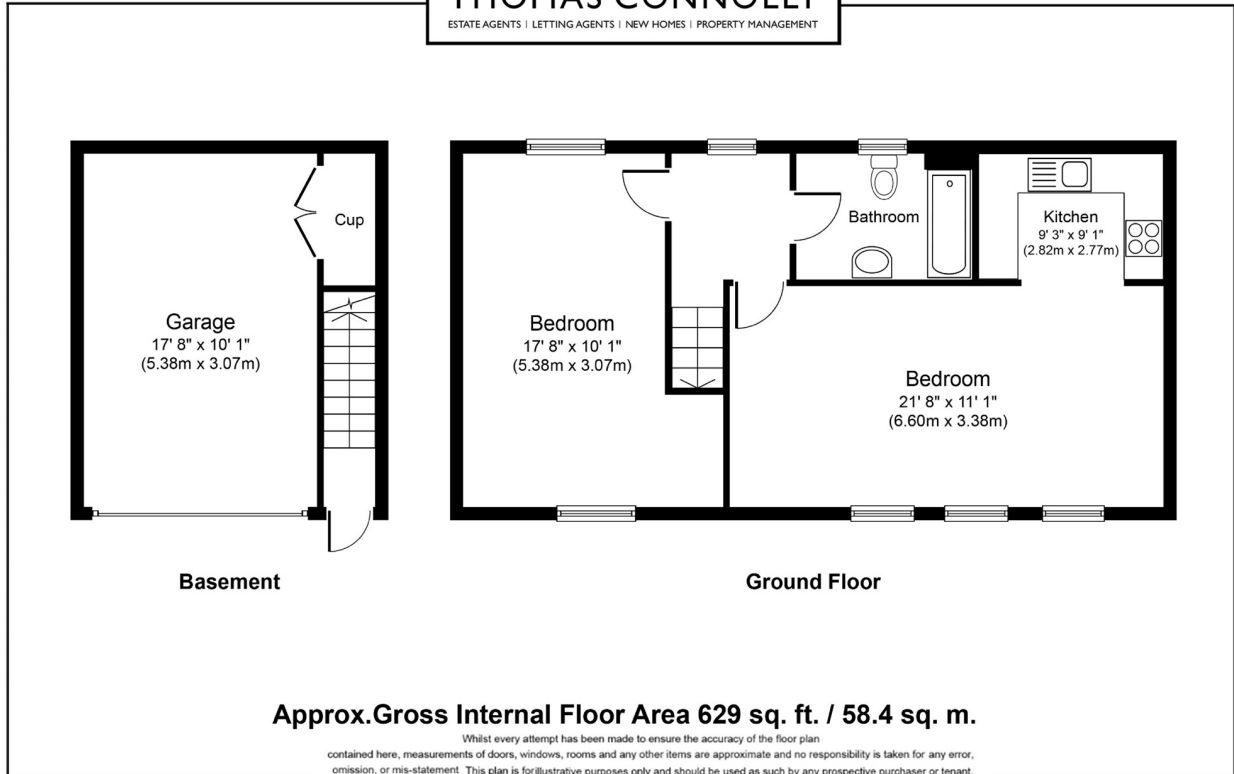 THOMAS CONNOLLY
ESTATE AGENTS | LETTING AGENTS | NEW HOMES | PROPERTY MANAGEMENT
Cup
Garage
17' 8" x 10' 1"
(5.38m x 3.07m)
Basement
Bedroom
17' 8" x 10' 1"
(5.38m x 3.07m)
Bathroom
Kitchen
9' 3" x 9' 1"
(2.82m x 2.77m)
Bedroom
21' 8" x 11' 1"
(6.60m x 3.38m)
Ground Floor
Approx.Gross Internal Floor Area 629 sq. ft. / 58.4 sq. m.
Whilst every attempt has been made to ensure the accuracy of the floor plan
contained here, measurements of doors, windows, rooms and any other items are approximate and no responsibility is taken for any error,
omission, or mis-statement This plan is forillustrative purposes only and should be used as such by any prospective purchaser or tenant.